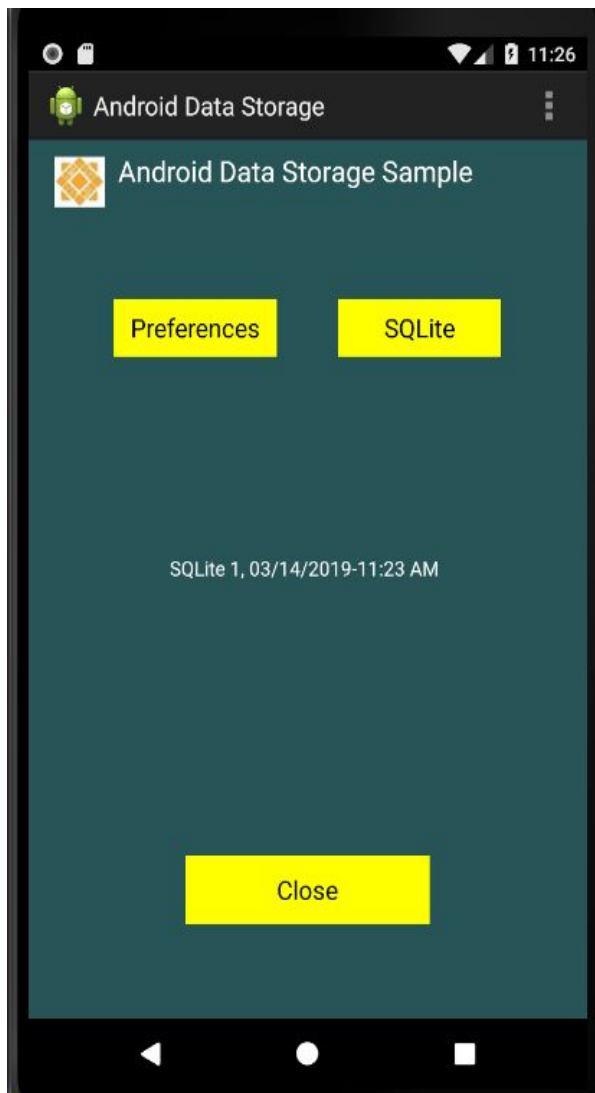 11:26
Android Data Storage
Android Data Storage Sample
Preferences SQLite
SQLite 1, 03/14/2019-11:23 AM
Close